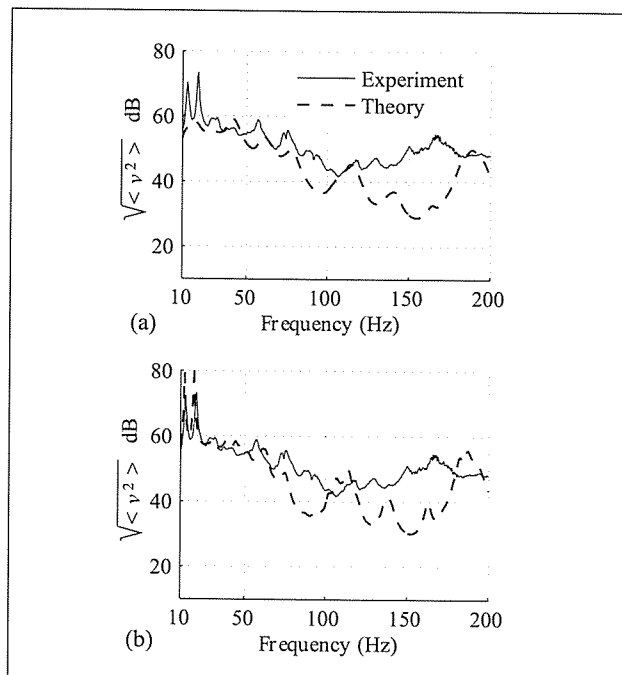 80
60
40
20
√< v² > dB
Experiment
Theory
10 50 100 150 200
(a) Frequency (Hz)
80
60
40
20
√< v² > dB
10 50 100 150 200
(b) Frequency (Hz)